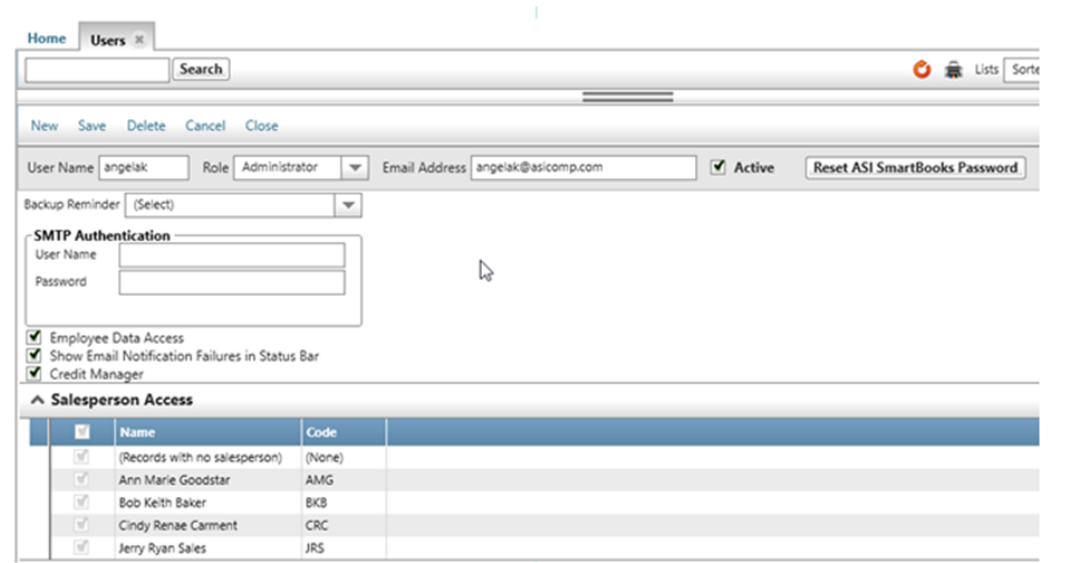 Home Users
Search Lists Sorte
New Save Delete Cancel Close
User Name angelak Role Administrator Email Address angelak@asicomp.com Active Reset ASI SmartBooks Password
Backup Reminder (Select)
SMTP Authentication
User Name
Password
Employee Data Access
Show Email Notification Failures in Status Bar
Credit Manager
Salesperson Access
Name Code
(Records with no salesperson) (None)
Ann Marie Goodstar AMG
Bob Keith Baker BKB
Cindy Renae Carment CRC
Jerry Ryan Sales JRS